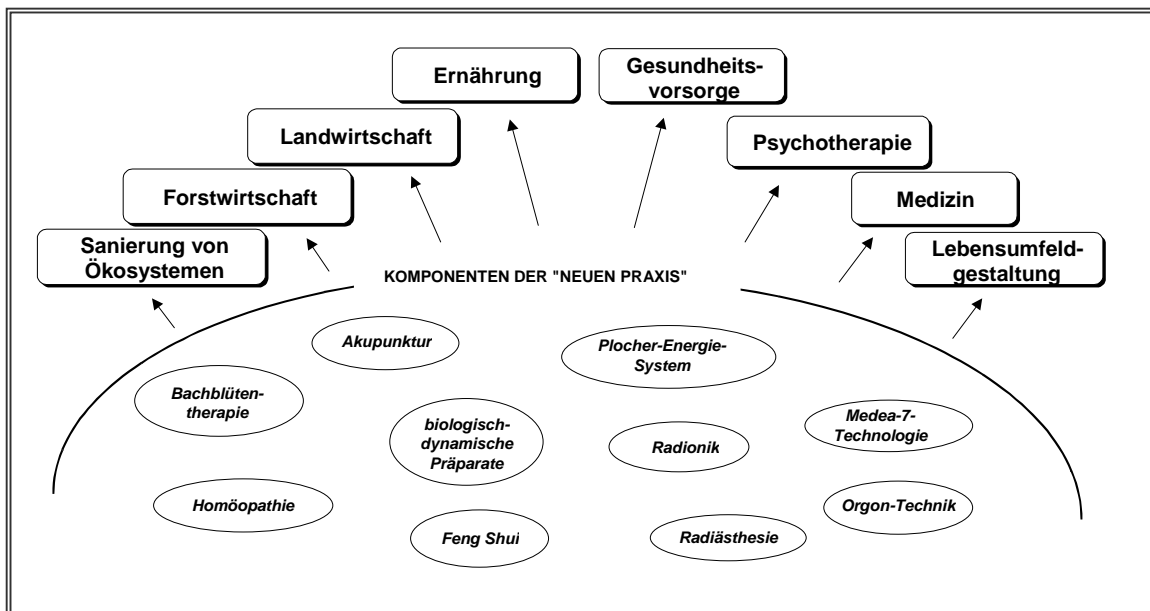 Ernährung
Gesundheits-
vorsorge
Landwirtschaft
Psychotherapie
Forstwirtschaft
Medizin
Sanierung von
Ökosystemen
Lebensumfeld-
gestaltung
KOMPONENTEN DER "NEUEN PRAXIS"
Akupunktur
Plocher-Energie-
System
Bachblüten-
therapie
biologisch-
dynamische
Präparate
Radionik
Medea-7-
Technologie
Homöopathie
Orgon-Technik
Feng Shui
Radiästhesie